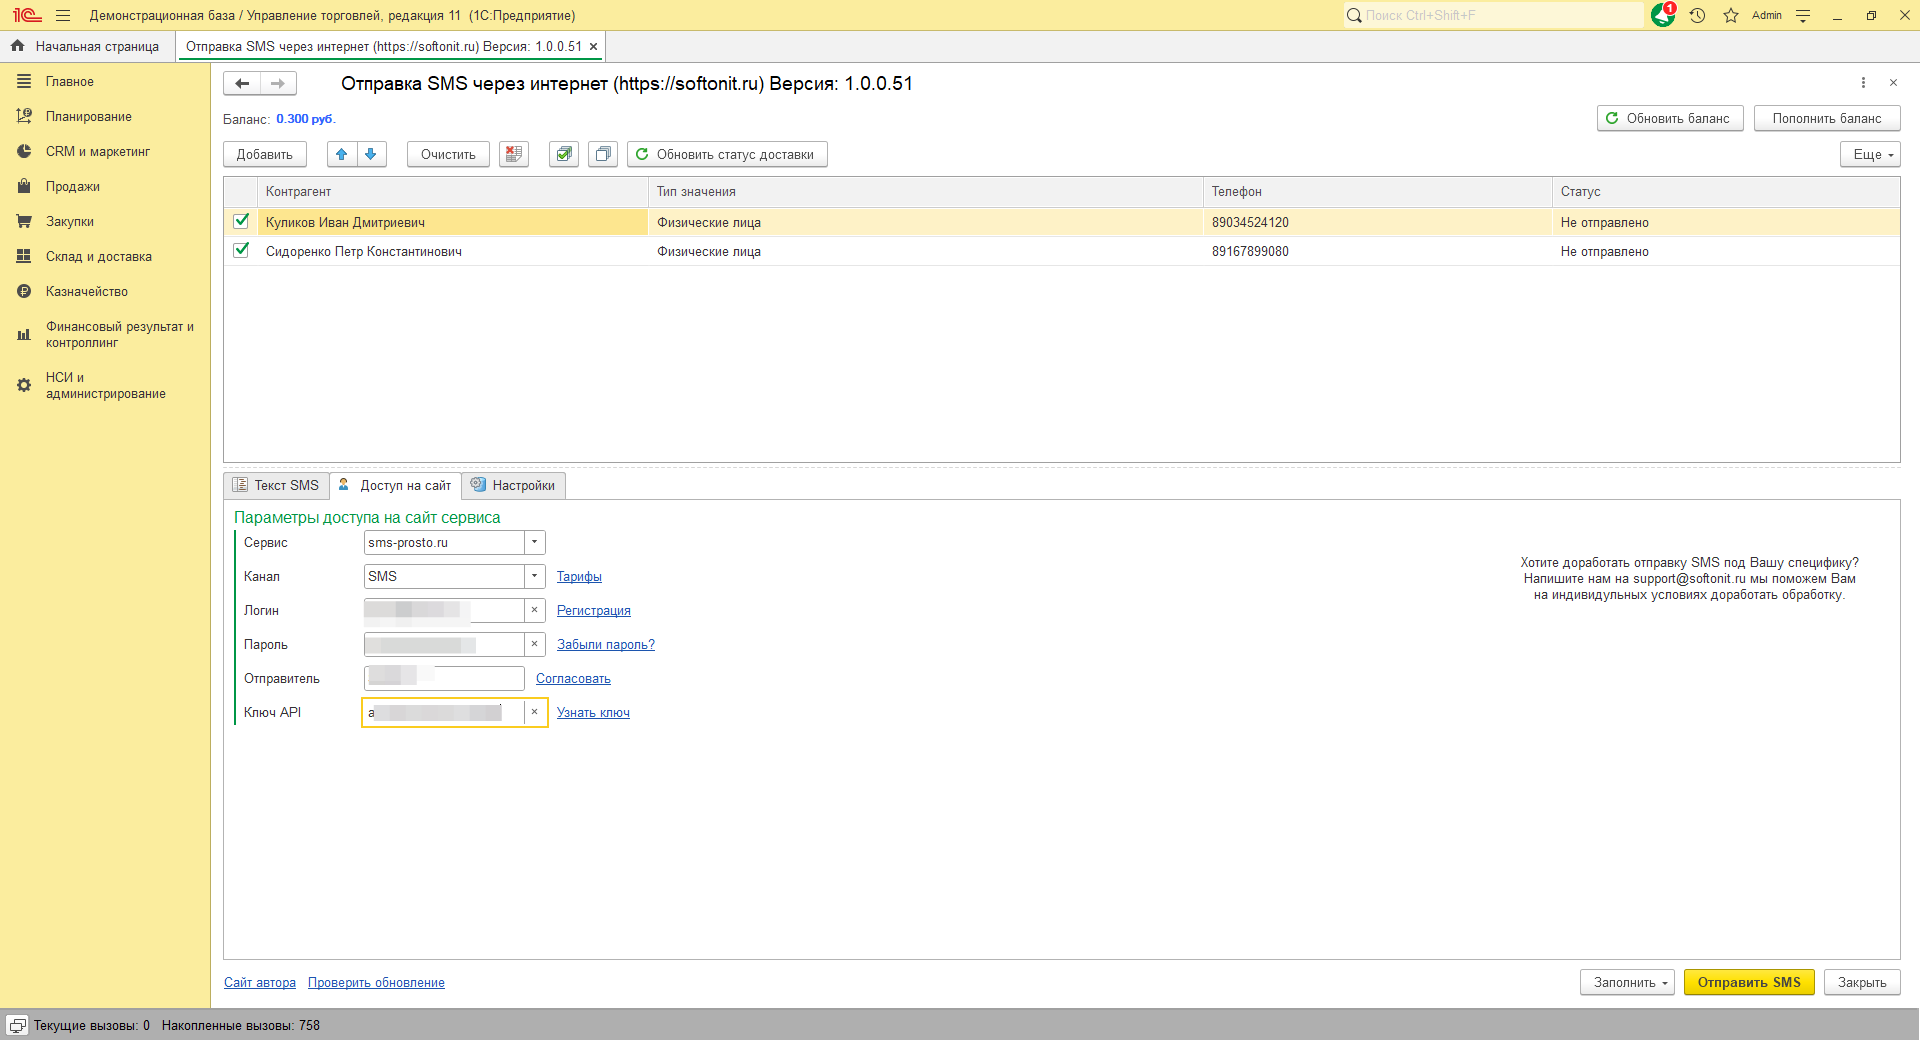 Демонстрационная база / Управление торговлей, редакция 11 (1С:Предприятие)
Поиск Ctrl+Shift+F
1
Admin
Начальная страница
Отправка SMS через интернет (https://softonit.ru) Версия: 1.0.0.51
Главное
Планирование
CRM и маркетинг
Продажи
Закупки
Склад и доставка
Казначейство
Финансовый результат и
контроллинг
НСИ и
администрирование
Отправка SMS через интернет (https://softonit.ru) Версия: 1.0.0.51
Баланс: 0.300 руб.
Обновить баланс
Пополнить баланс
Добавить
Очистить
Обновить статус доставки
Еще
Контрагент Тип значения Телефон Статус
Куликов Иван Дмитриевич Физические лица 89034524120 Не отправлено
Сидоренко Петр Константинович Физические лица 89167899080 Не отправлено
Текст SMS
Доступ на сайт
Настройки
Параметры доступа на сайт сервиса
Сервис sms-prosto.ru
Канал SMS Тарифы
Логин Регистрация
Пароль Забыли пароль?
Отправитель Согласовать
Ключ API a Узнать ключ
Хотите доработать отправку SMS под Вашу специфику?
Напишите нам на support@softonit.ru мы поможем Вам
на индивидульных условиях доработать обработку.
Сайт автора Проверить обновление
Заполнить
Отправить SMS
Закрыть
Текущие вызовы: 0 Накопленные вызовы: 758